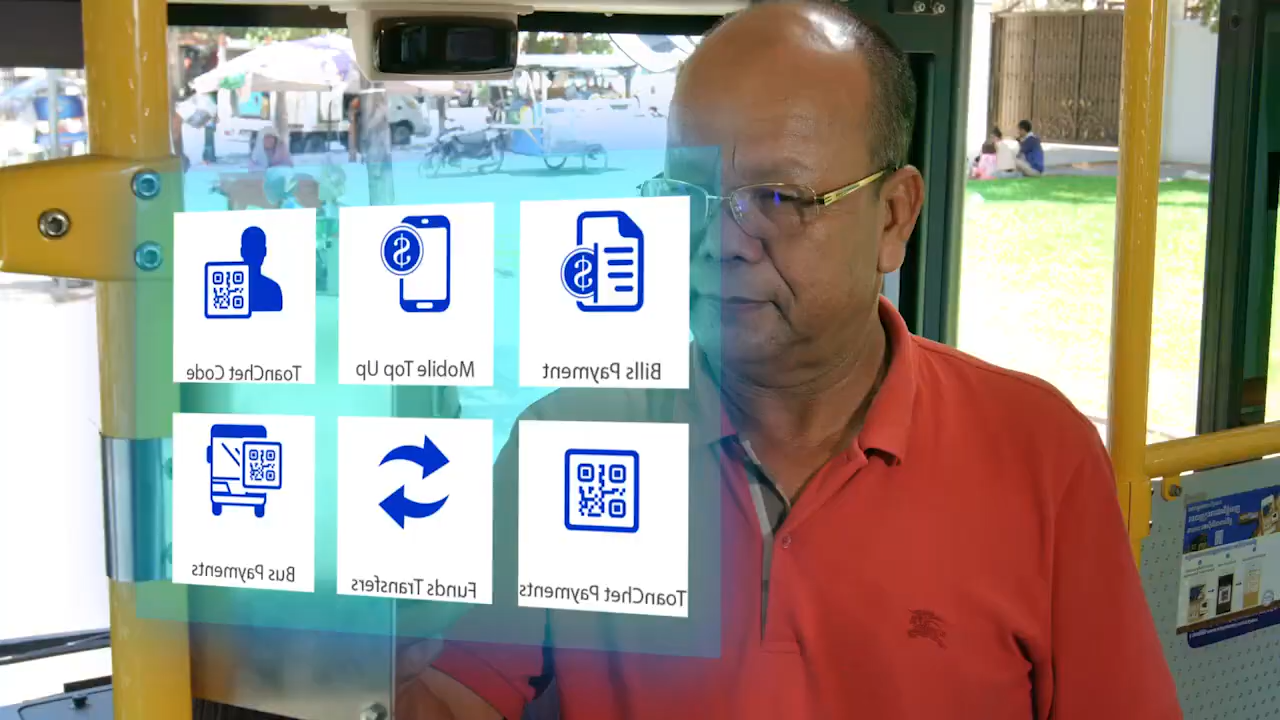 ToanChet Code
Mobile Top Up
Bills Payment
Bus Payments
Funds Transfers
ToanChet Payments